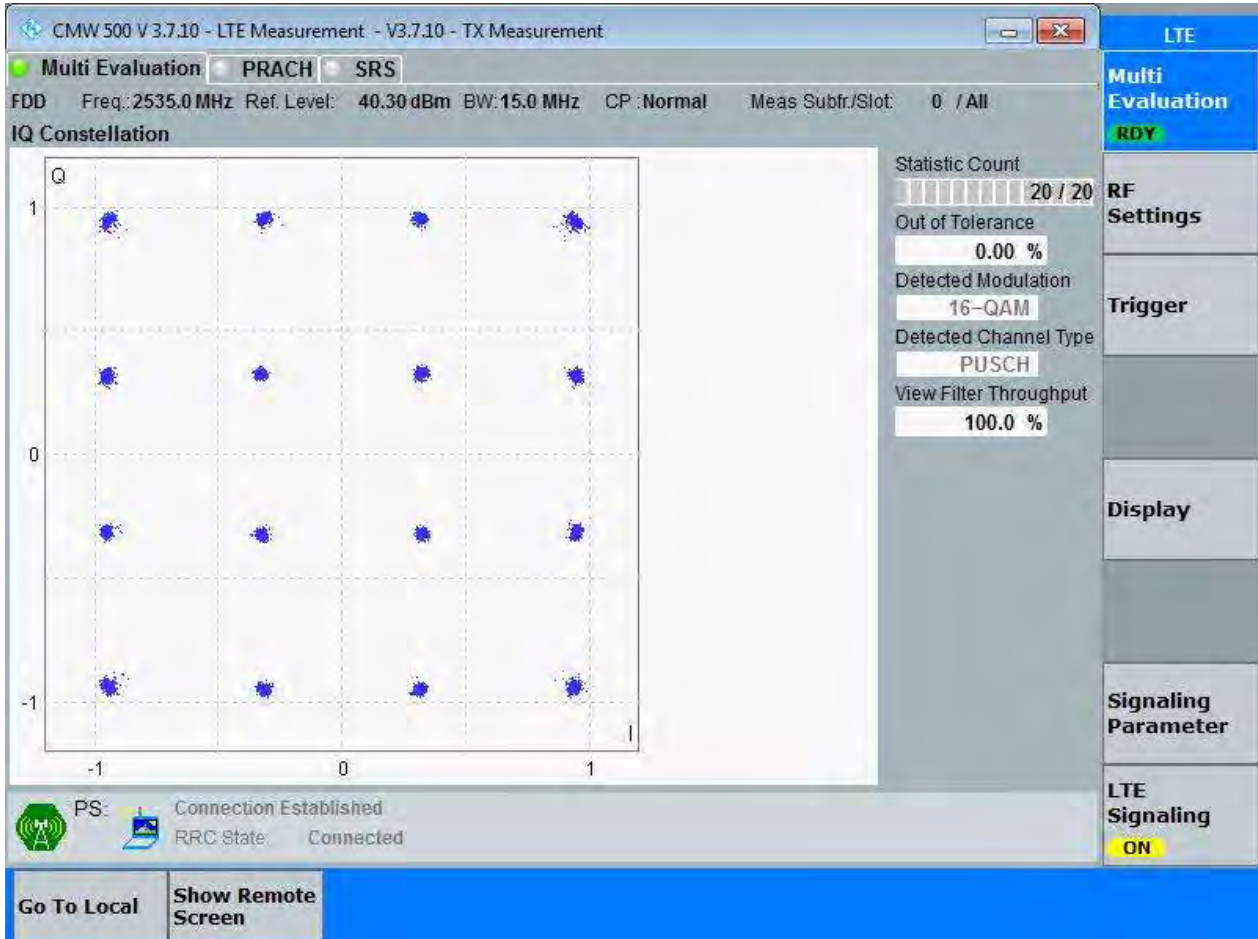 CMW 500 V 3.7.10 - LTE Measurement - V3.7.10 - TX Measurement
LTE
Multi Evaluation PRACH SRS
Multi
Evaluation
RDY
FDD Freq.: 2535.0 MHz Ref. Level: 40.30 dBm BW: 15.0 MHz CP : Normal Meas Subfr./Slot: 0 / All
IQ Constellation
Q
1
0
-1
I
-1 0 1
Statistic Count
20 / 20
Out of Tolerance
0.00 %
Detected Modulation
16-QAM
Detected Channel Type
PUSCH
View Filter Throughput
100.0 %
RF
Settings
Trigger
Display
Signaling
Parameter
LTE
Signaling
ON
PS: Connection Established
RRC State: Connected
Go To Local
Show Remote
Screen